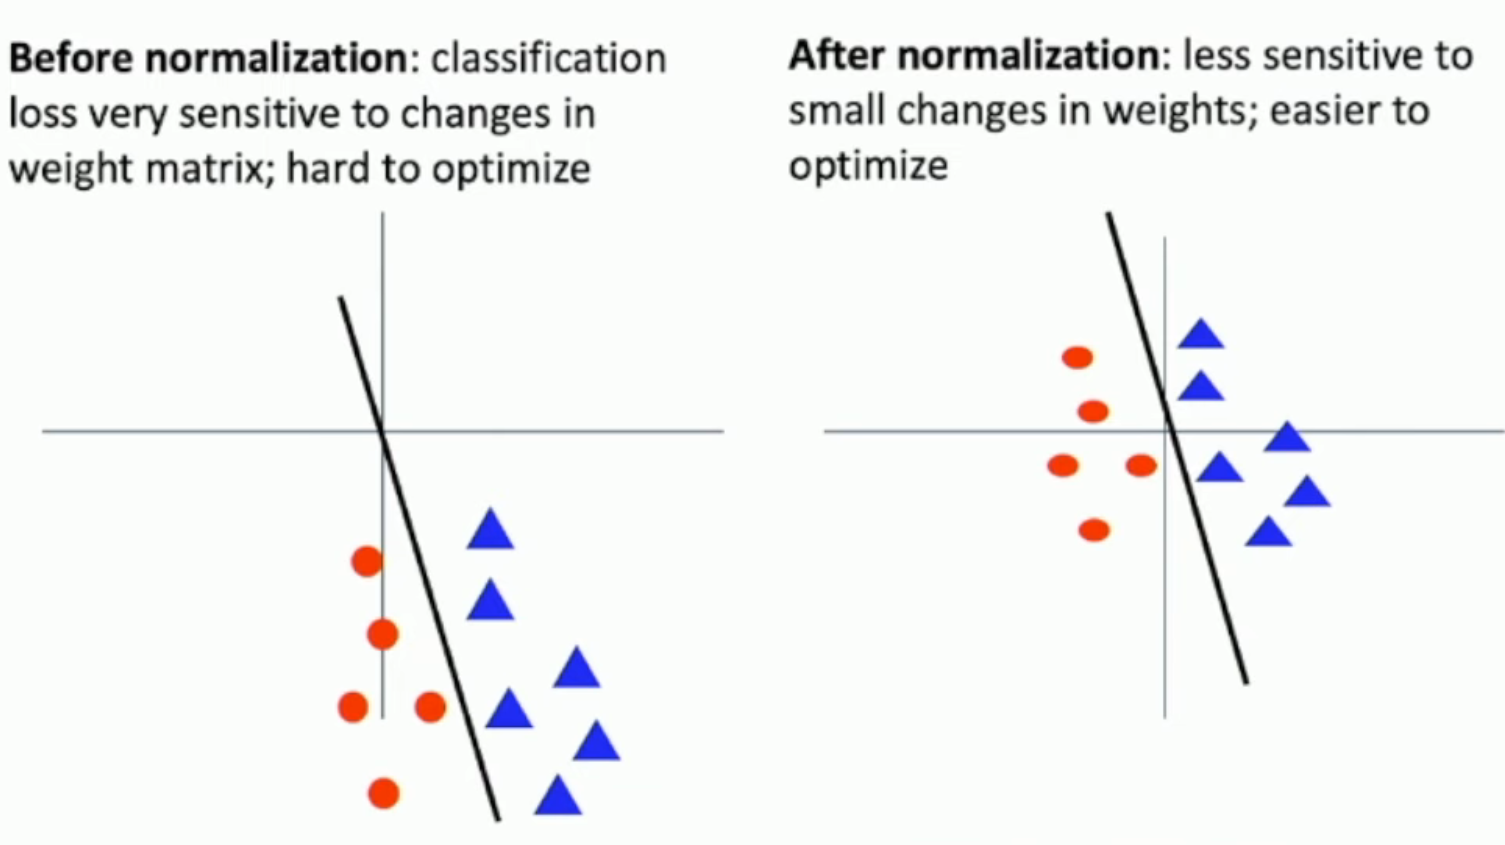 Before normalization: classification
loss very sensitive to changes in
weight matrix; hard to optimize
After normalization: less sensitive to
small changes in weights; easier to
optimize